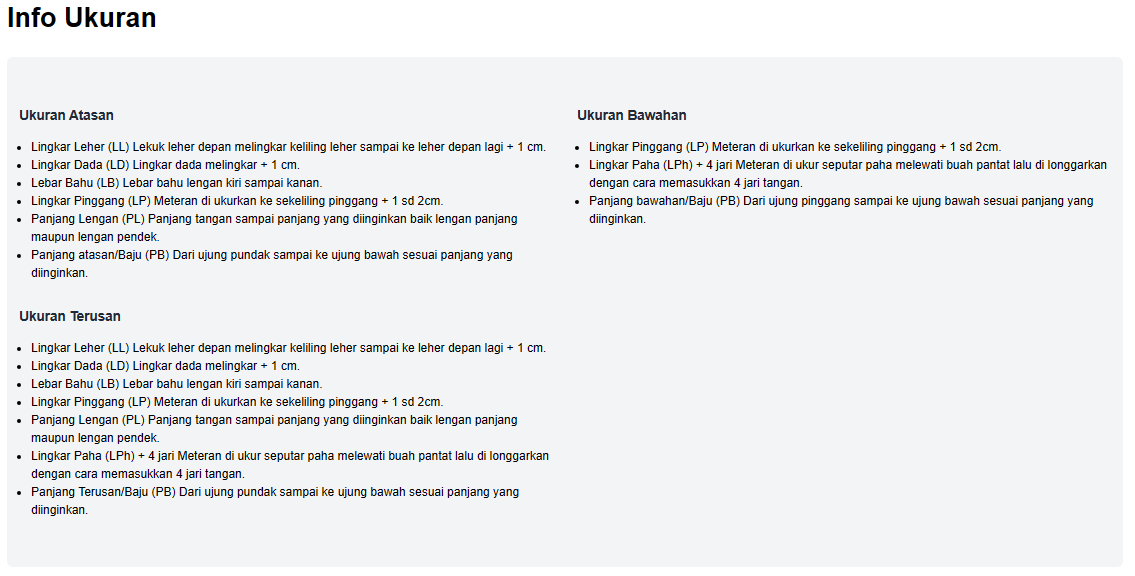 Info Ukuran
Ukuran Atasan
Lingkar Leher (LL) Lekuk leher depan melingkar keliling leher sampai ke leher depan lagi + 1 cm.
Lingkar Dada (LD) Lingkar dada melingkar + 1 cm.
Lebar Bahu (LB) Lebar bahu lengan kiri sampai kanan.
Lingkar Pinggang (LP) Meteran di ukurkan ke sekeliling pinggang + 1 sd 2cm.
Panjang Lengan (PL) Panjang tangan sampai panjang yang diinginkan baik lengan panjang
maupun lengan pendek.
Panjang atasan/Baju (PB) Dari ujung pundak sampai ke ujung bawah sesuai panjang yang
diinginkan.
Ukuran Terusan
Lingkar Leher (LL) Lekuk leher depan melingkar keliling leher sampai ke leher depan lagi + 1 cm.
Lingkar Dada (LD) Lingkar dada melingkar + 1 cm.
Lebar Bahu (LB) Lebar bahu lengan kiri sampai kanan.
Lingkar Pinggang (LP) Meteran di ukurkan ke sekeliling pinggang + 1 sd 2cm.
Panjang Lengan (PL) Panjang tangan sampai panjang yang diinginkan baik lengan panjang
maupun lengan pendek.
Lingkar Paha (LPh) + 4 jari Meteran di ukur seputar paha melewati buah pantat lalu di longgarkan
dengan cara memasukkan 4 jari tangan.
Panjang Terusan/Baju (PB) Dari ujung pundak sampai ke ujung bawah sesuai panjang yang
diinginkan.
Ukuran Bawahan
Lingkar Pinggang (LP) Meteran di ukurkan ke sekeliling pinggang + 1 sd 2cm.
Lingkar Paha (LPh) + 4 jari Meteran di ukur seputar paha melewati buah pantat lalu di longgarkan
dengan cara memasukkan 4 jari tangan.
Panjang bawahan/Baju (PB) Dari ujung pinggang sampai ke ujung bawah sesuai panjang yang
diinginkan.